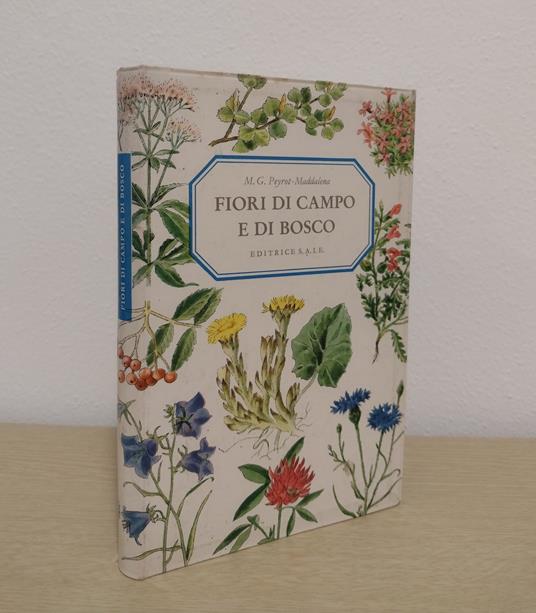 M. G. Peyrot-Maddalena
FIORI DI CAMPO
E DI BOSCO
EDITRICE S.A.I.E.
FIORI DI CAMPO E DI BOSCO